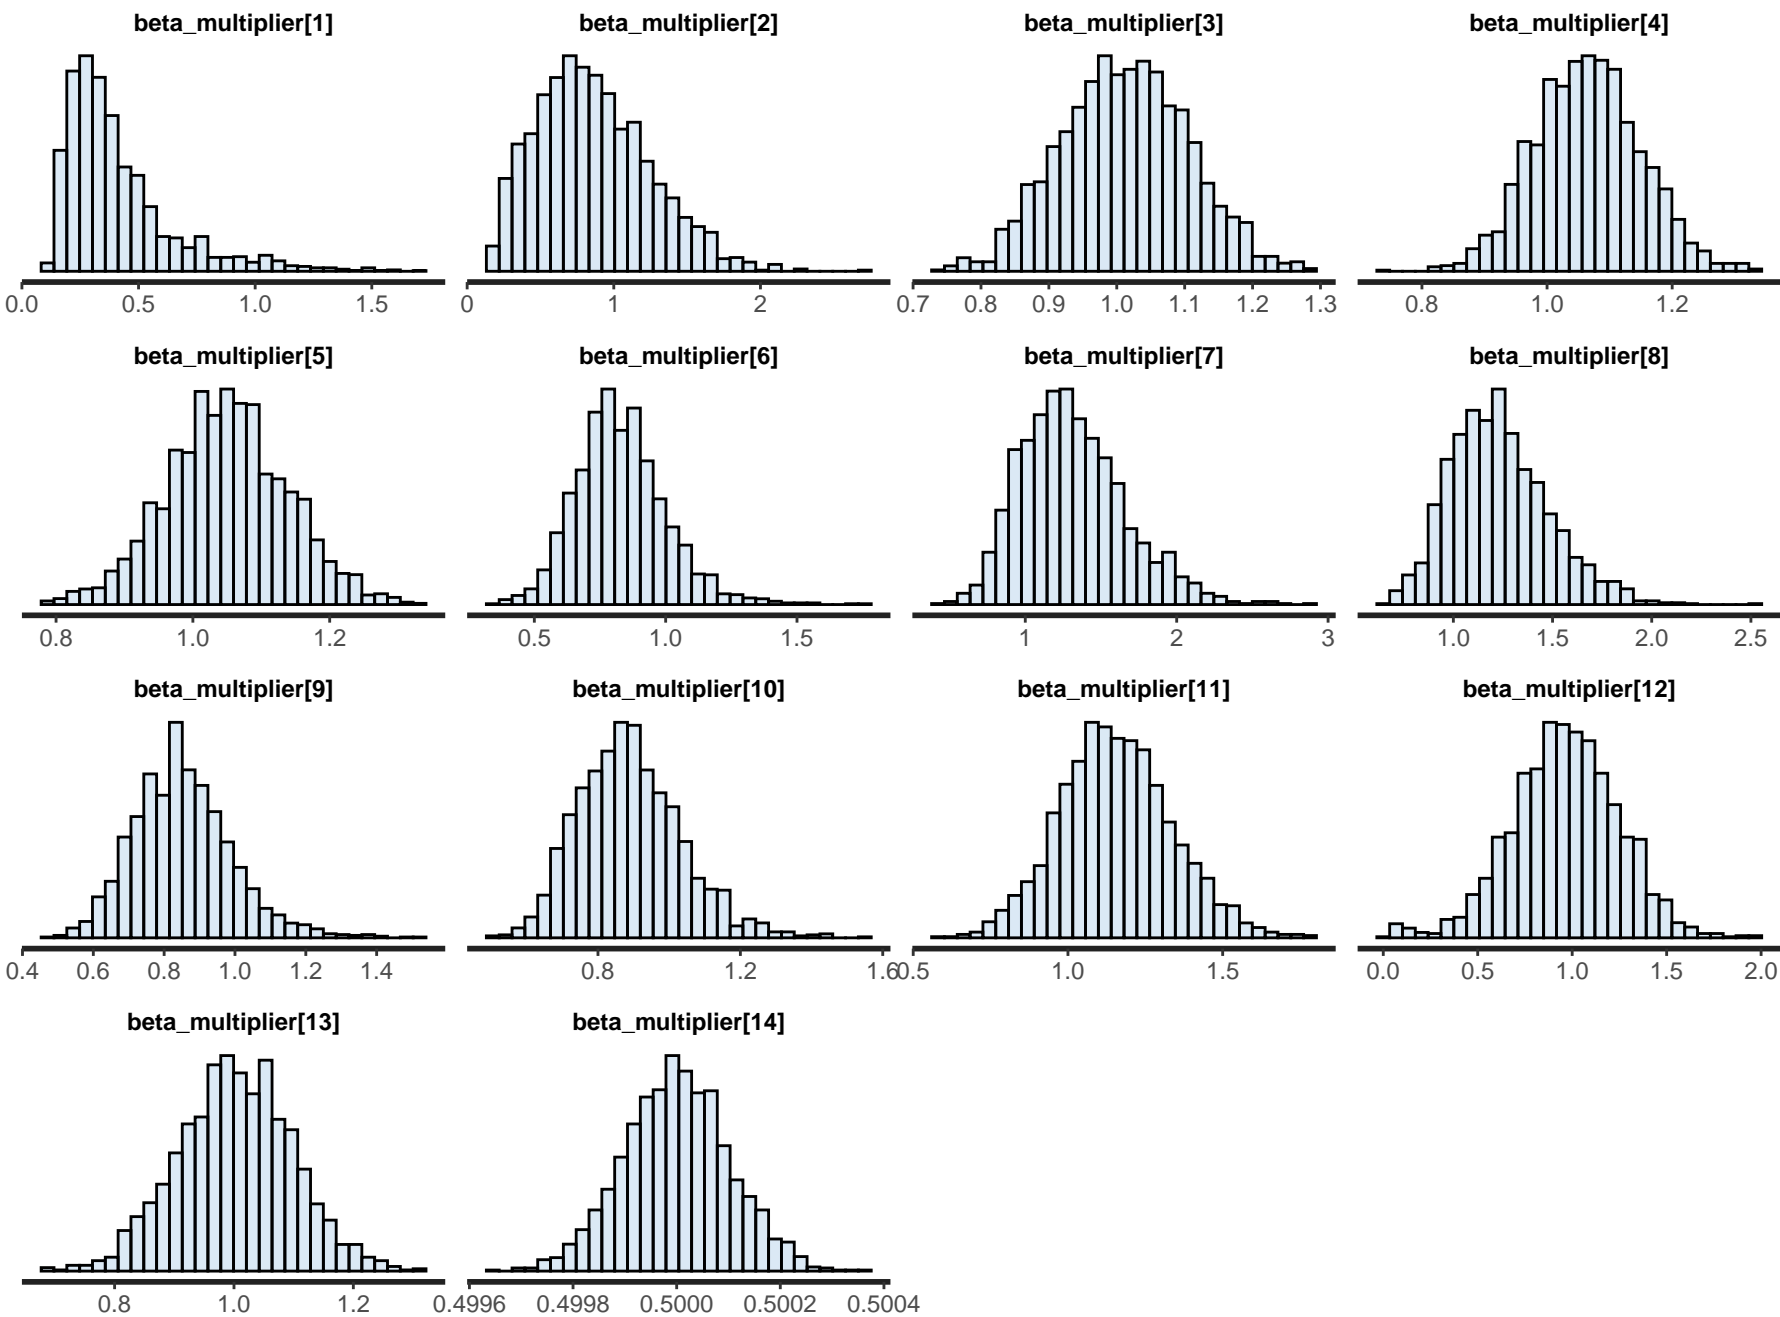 beta_multiplier[1] beta_multiplier[2] beta_multiplier[3] beta_multiplier[4]
0.0 0.5 1.0 1.5 0 1 2 0.7 0.8 0.9 1.0 1.1 1.2 1.3 0.8 1.0 1.2
beta_multiplier[5] beta_multiplier[6] beta_multiplier[7] beta_multiplier[8]
0.8 1.0 1.2 0.5 1.0 1.5 1 2 3 1.0 1.5 2.0 2.5
beta_multiplier[9] beta_multiplier[10] beta_multiplier[11] beta_multiplier[12]
0.4 0.6 0.8 1.0 1.2 1.4 0.8 1.2 1.6 0.5 1.0 1.5 0.0 0.5 1.0 1.5 2.0
beta_multiplier[13] beta_multiplier[14]
0.8 1.0 1.2 0.4996 0.4998 0.5000 0.5002 0.5004